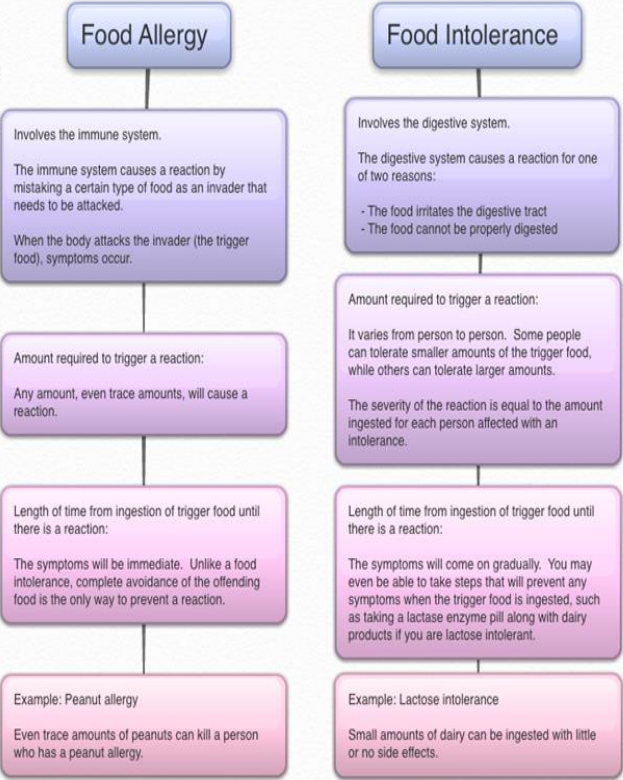 Food Allergy
Involves the immune system.
The immune system causes a reaction by
mistaking a certain type of food as an invader that
needs to be attacked.
When the body attacks the invader (the trigger
food), symptoms occur.
Amount required to trigger a reaction:
Any amount, even trace amounts, will cause a
reaction.
Length of time from ingestion of trigger food until
there is a reaction:
The symptoms will be immediate. Unlike a food
intolerance, complete avoidance of the offending
food is the only way to prevent a reaction.
Example: Peanut allergy
Even trace amounts of peanuts can kill a person
who has a peanut allergy.
Food Intolerance
Involves the digestive system.
The digestive system causes a reaction for one
of two reasons:
- The food irritates the digestive tract
- The food cannot be properly digested
Amount required to trigger a reaction:
It varies from person to person. Some people
can tolerate smaller amounts of the trigger food,
while others can tolerate larger amounts.
The severity of the reaction is equal to the amount
ingested for each person affected with an
intolerance.
Length of time from ingestion of trigger food until
there is a reaction:
The symptoms will come on gradually. You may
even be able to take steps that will prevent any
symptoms when the trigger food is ingested, such
as taking a lactase enzyme pill along with dairy
products if you are lactose intolerant.
Example: Lactose intolerance
Small amounts of dairy can be ingested with little
or no side effects.